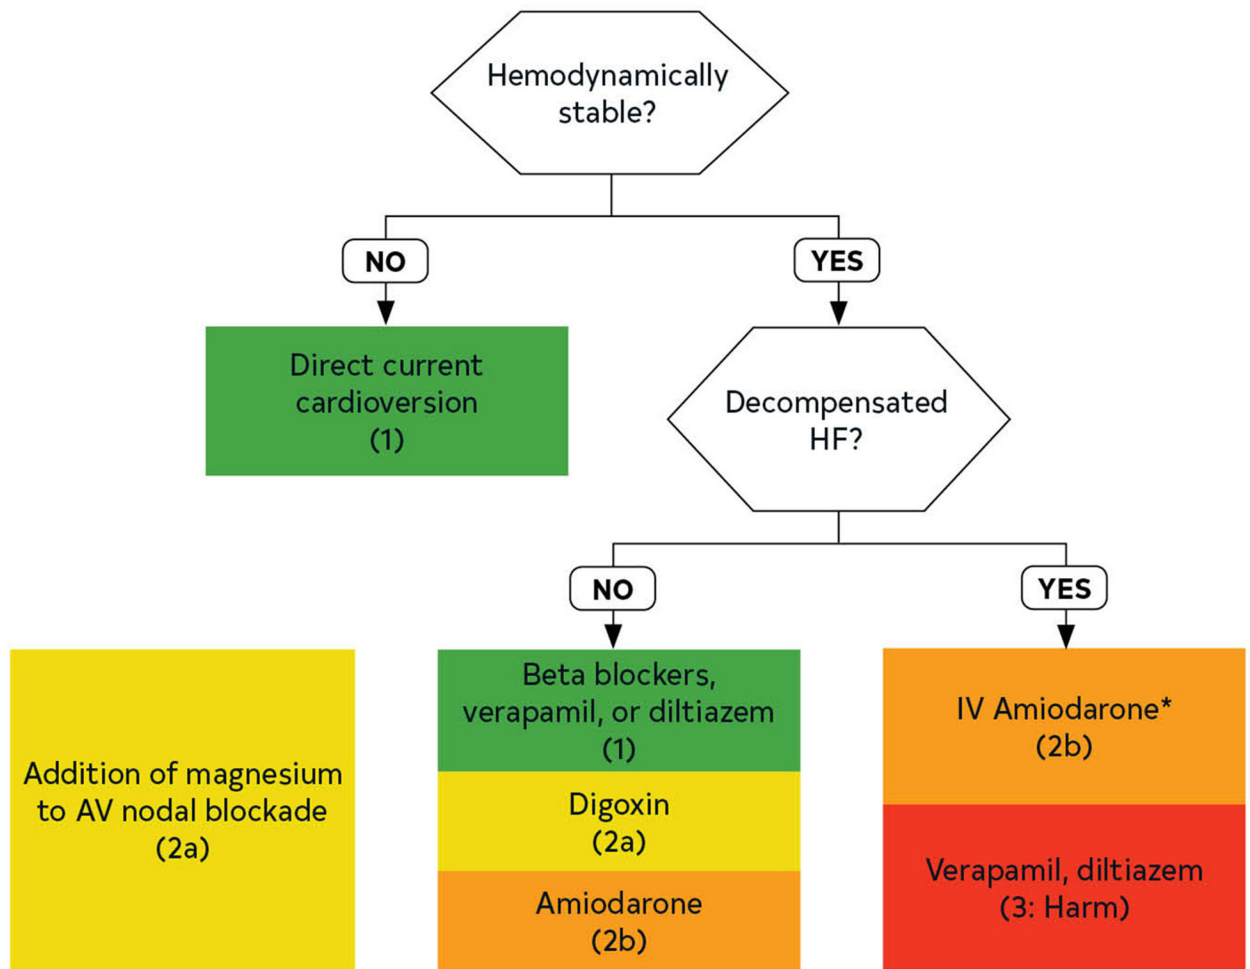 Hemodynamically
stable?
NO
YES
Direct current
cardioversion
(1)
Decompensated
HF?
NO
YES
Addition of magnesium
to AV nodal blockade
(2a)
Beta blockers,
verapamil, or diltiazem
(1)
Digoxin
(2a)
Amiodarone
(2b)
IV Amiodarone*
(2b)
Verapamil, diltiazem
(3: Harm)